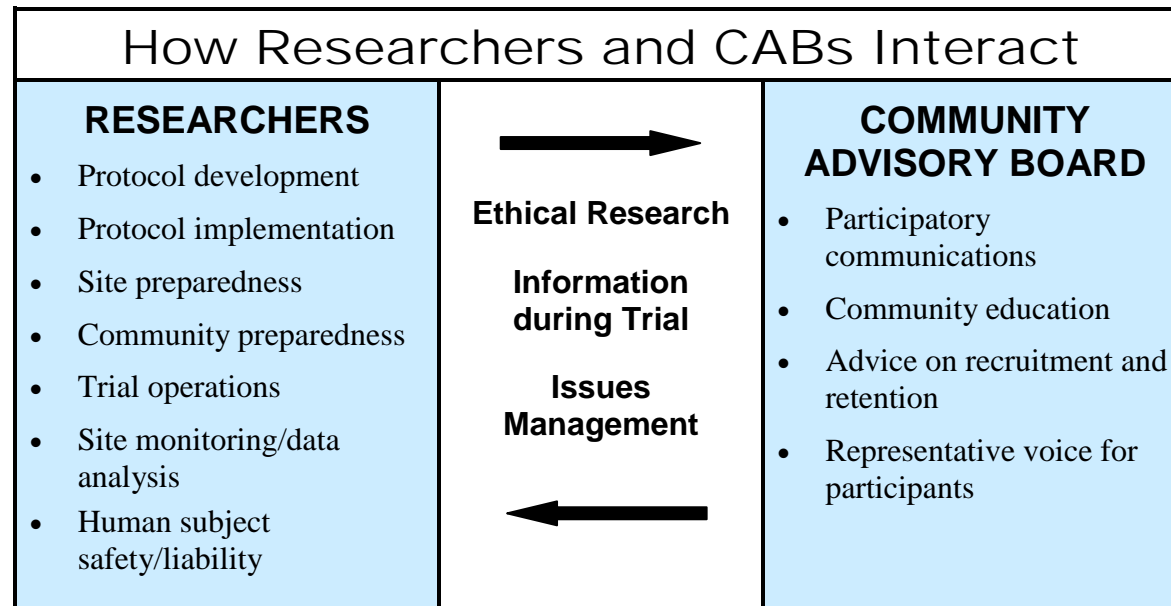 How Researchers and CABs Interact
RESEARCHERS
• Protocol development
• Protocol implementation
• Site preparedness
• Community preparedness
• Trial operations
• Site monitoring/data
analysis
• Human subject
safety/liability
Ethical Research
Information
during Trial
Issues
Management
COMMUNITY
ADVISORY BOARD
• Participatory
communications
• Community education
• Advice on recruitment and
retention
• Representative voice for
participants